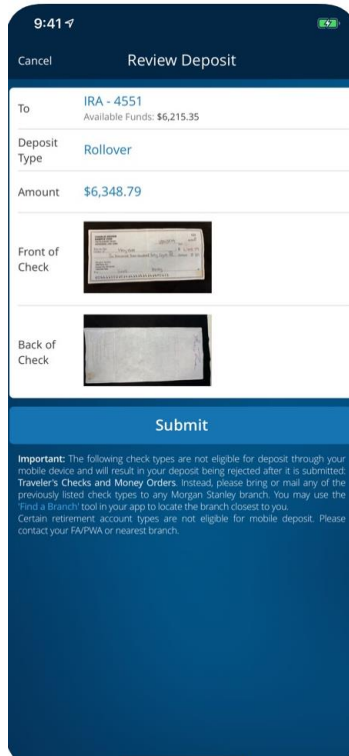 9:41
Cancel Review Deposit
To IRA - 4551
Available Funds: $6,215.35
Deposit
Type
Rollover
Amount $6,348.79
Front of
Check
Back of
Check
Submit
Important: The following check types are not eligible for deposit through your
mobile device and will result in your deposit being rejected after it is submitted:
Traveler's Checks and Money Orders. Instead, please bring or mail any of the
previously listed check types to any Morgan Stanley branch. You may use the
'Find a Branch' tool in your app to locate the branch closest to you.
Certain retirement account types are not eligible for mobile deposit. Please
contact your FA/PWA or nearest branch.